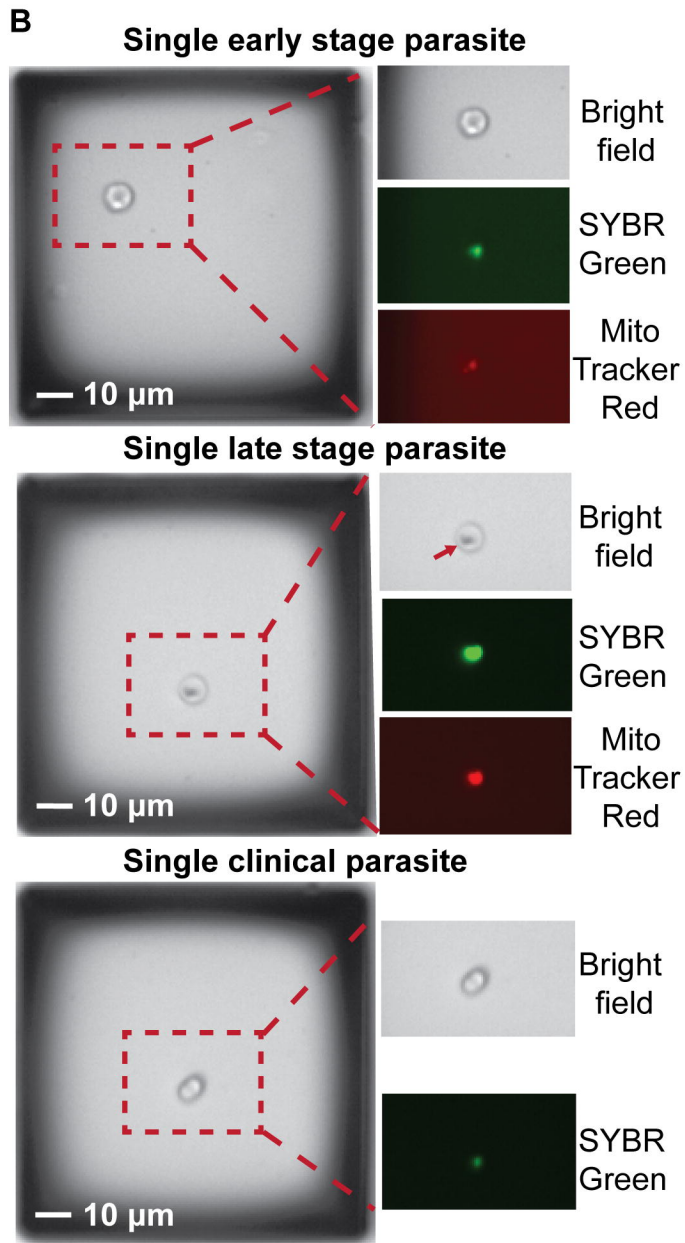 B
Single early stage parasite
Bright
field
SYBR
Green
Mito
Tracker
Red
10 µm
Single late stage parasite
Bright
field
SYBR
Green
Mito
Tracker
Red
10 µm
Single clinical parasite
Bright
field
SYBR
Green
10 µm